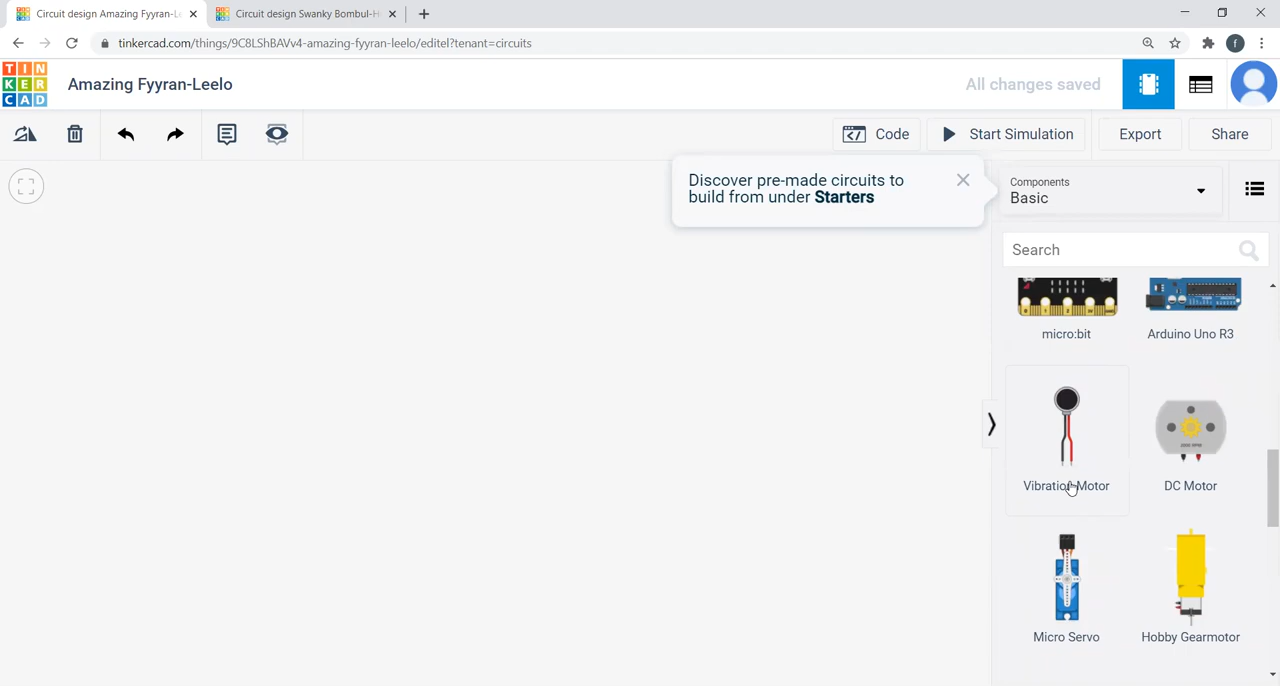 Circuit design Amazing Fyyran-Le
Circuit design Swanky Bombul-H
tinkercad.com/things/9C8LShBAVv4-amazing-fyyran-leelo/editel?tenant=circuits
f
TIN
KER
CAD
Amazing Fyyran-Leelo
All changes saved
Code
Start Simulation
Export
Share
Discover pre-made circuits to
build from under Starters
Components
Basic
Search
micro:bit
Arduino Uno R3
Vibration Motor
DC Motor
Micro Servo
Hobby Gearmotor